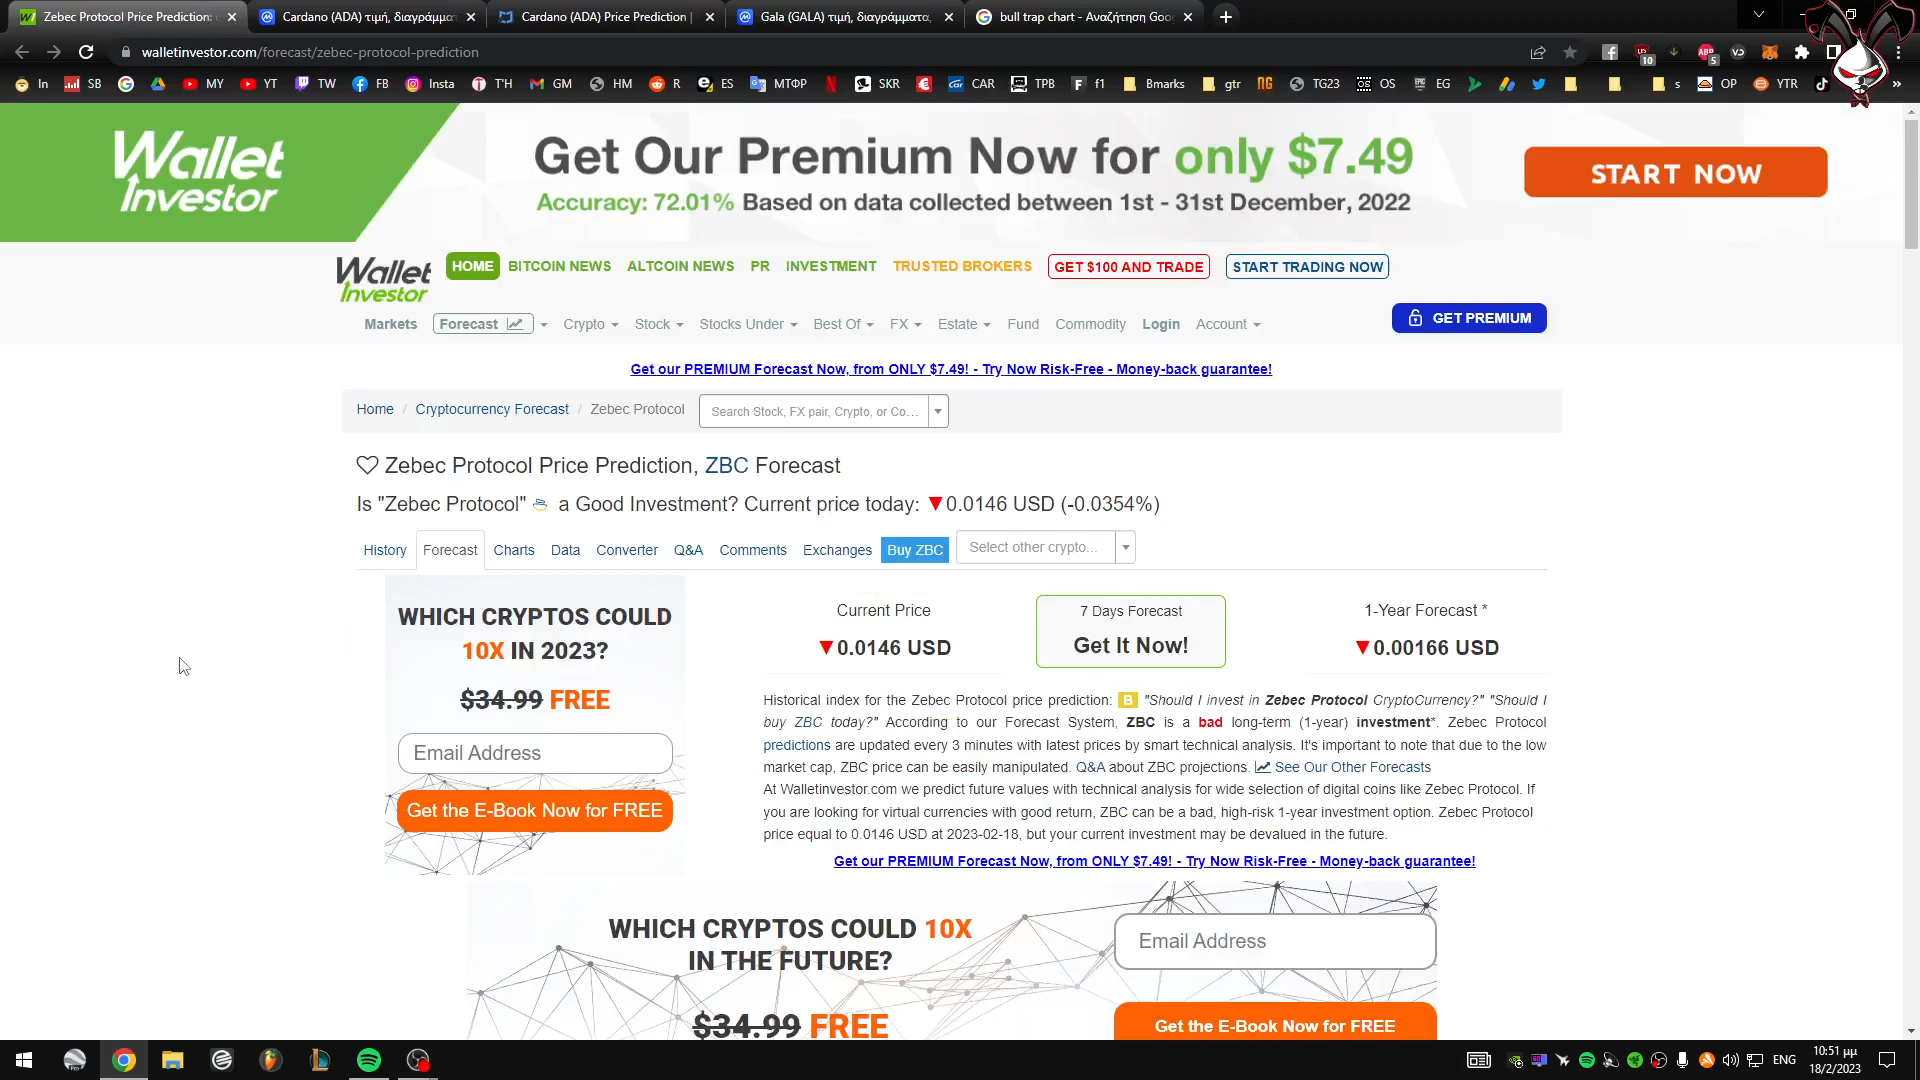 Zebec Protocol Price Prediction:
Cardano (ADA) τιμή, διαγράμματ
Cardano (ADA) Price Prediction |
Gala (GALA) τιμή, διαγράμματα,
bull trap chart - Αναζήτηση Goo
walletinvestor.com/forecast/zebec-protocol-prediction
10
ABP
5
In
SB
MY
YT
TW
FB
Insta
T'H
GM
HM
R
ES
ΜΤΦΡ
SKR
CAR
TPB
f1
Bmarks
gtr
NG
TG23
OS
EG
s
OP
YTR
»
Wallet
Investor
Get Our Premium Now for only $7.49
Accuracy: 72.01% Based on data collected between 1st - 31st December, 2022
START NOW
Wallet
Investor
HOME BITCOIN NEWS ALTCOIN NEWS PR INVESTMENT TRUSTED BROKERS GET $100 AND TRADE START TRADING NOW
Markets Forecast Crypto Stock Stocks Under Best Of FX Estate Fund Commodity Login Account
GET PREMIUM
Get our PREMIUM Forecast Now, from ONLY $7.49! - Try Now Risk-Free - Money-back guarantee!
Home / Cryptocurrency Forecast / Zebec Protocol
Search Stock, FX pair, Crypto, or Co...
Zebec Protocol Price Prediction, ZBC Forecast
Is "Zebec Protocol" a Good Investment? Current price today: ▼0.0146 USD (-0.0354%)
History Forecast Charts Data Converter Q&A Comments Exchanges Buy ZBC Select other crypto...
WHICH CRYPTOS COULD
10X IN 2023?
$34.99 FREE
Email Address
Get the E-Book Now for FREE
Current Price
▼0.0146 USD
7 Days Forecast
Get It Now!
1-Year Forecast *
▼0.00166 USD
Historical index for the Zebec Protocol price prediction: B "Should I invest in Zebec Protocol CryptoCurrency?" "Should I
buy ZBC today?" According to our Forecast System, ZBC is a bad long-term (1-year) investment*. Zebec Protocol
predictions are updated every 3 minutes with latest prices by smart technical analysis. It's important to note that due to the low
market cap, ZBC price can be easily manipulated. Q&A about ZBC projections. See Our Other Forecasts
At Walletinvestor.com we predict future values with technical analysis for wide selection of digital coins like Zebec Protocol. If
you are looking for virtual currencies with good return, ZBC can be a bad, high-risk 1-year investment option. Zebec Protocol
price equal to 0.0146 USD at 2023-02-18, but your current investment may be devalued in the future.
Get our PREMIUM Forecast Now, from ONLY $7.49! - Try Now Risk-Free - Money-back guarantee!
WHICH CRYPTOS COULD 10X
IN THE FUTURE?
$34.99 FREE
Email Address
Get the E-Book Now for FREE
ENG
10:51 μμ
18/2/2023